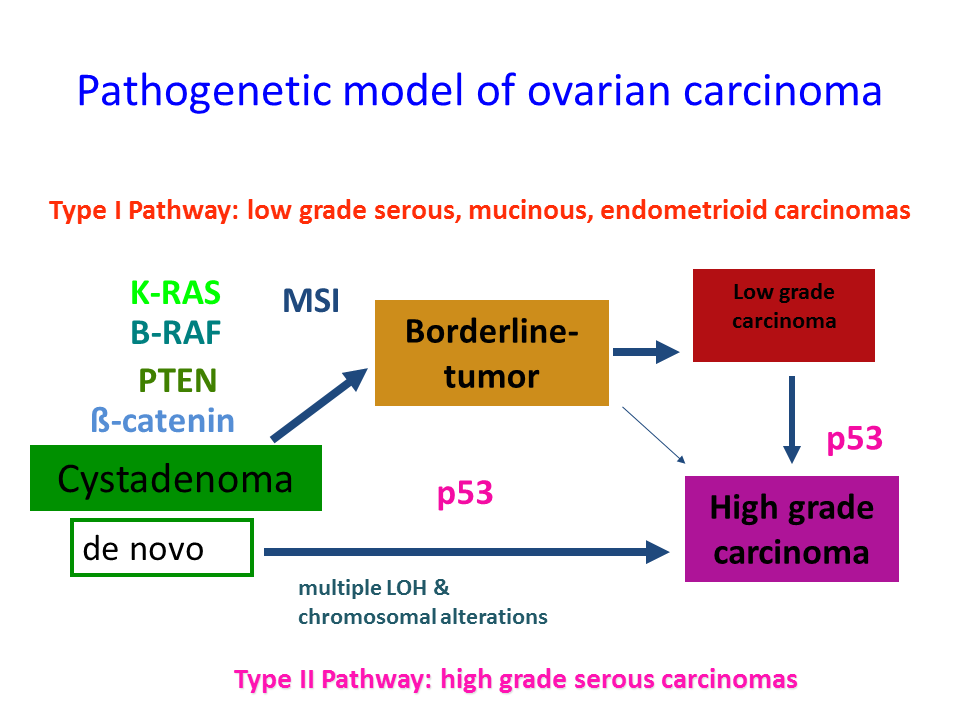 Pathogenetic model of ovarian carcinoma
Type I Pathway: low grade serous, mucinous, endometrioid carcinomas
K-RAS
B-RAF
PTEN
ß-catenin
MSI
Borderline-
tumor
Low grade
carcinoma
p53
Cystadenoma
p53
High grade
carcinoma
de novo
multiple LOH &
chromosomal alterations
Type II Pathway: high grade serous carcinomas